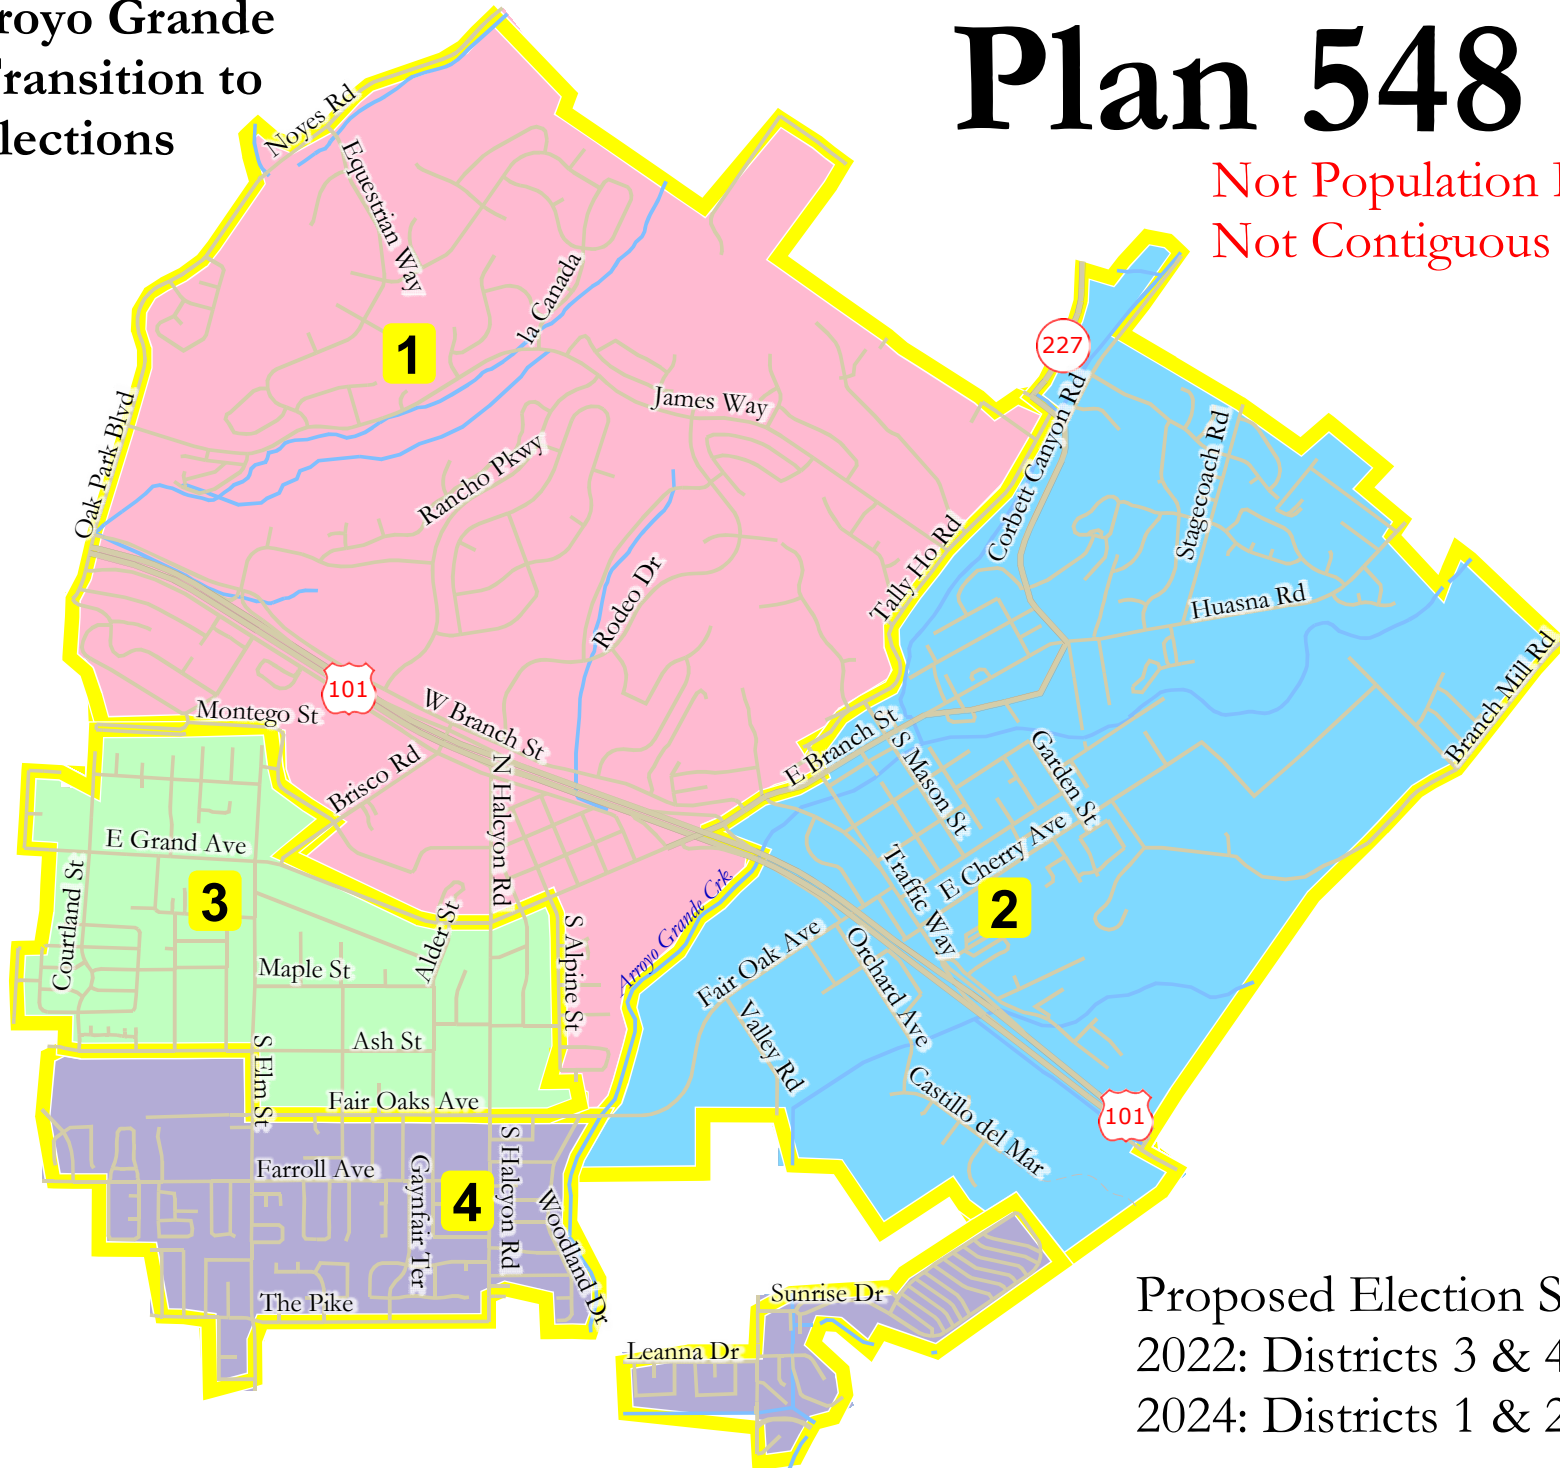 royo Grande
ransition to
lections
Plan 548
Not Population
Not Contiguous
Noyes Rd
Equestrian Way
la Canada
227
1
Oak Park Blvd
James Way
Rancho Pkwy
Corbett Canyon Rd
Stagecoach Rd
Tally Ho Rd
Huasna Rd
Rodeo Dr
Branch Mill Rd
101
Montego St
W Branch St
E Branch St
S Mason St
Garden St
Brisco Rd
N Halcyon Rd
E Grand Ave
E Cherry Ave
Traffic Way
3
2
Courtland St
Alder St
S Alpine St
Arroyo Grande Crk
Fair Oak Ave
Orchard Ave
Maple St
Valley Rd
S Elm St
Ash St
Castillo del Mar
Fair Oaks Ave
101
Farroll Ave
Gaynfair Ter
4
S Halcyon Rd
Woodland Dr
The Pike
Sunrise Dr
Leanna Dr
Proposed Election S
2022: Districts 3 & 4
2024: Districts 1 & 2